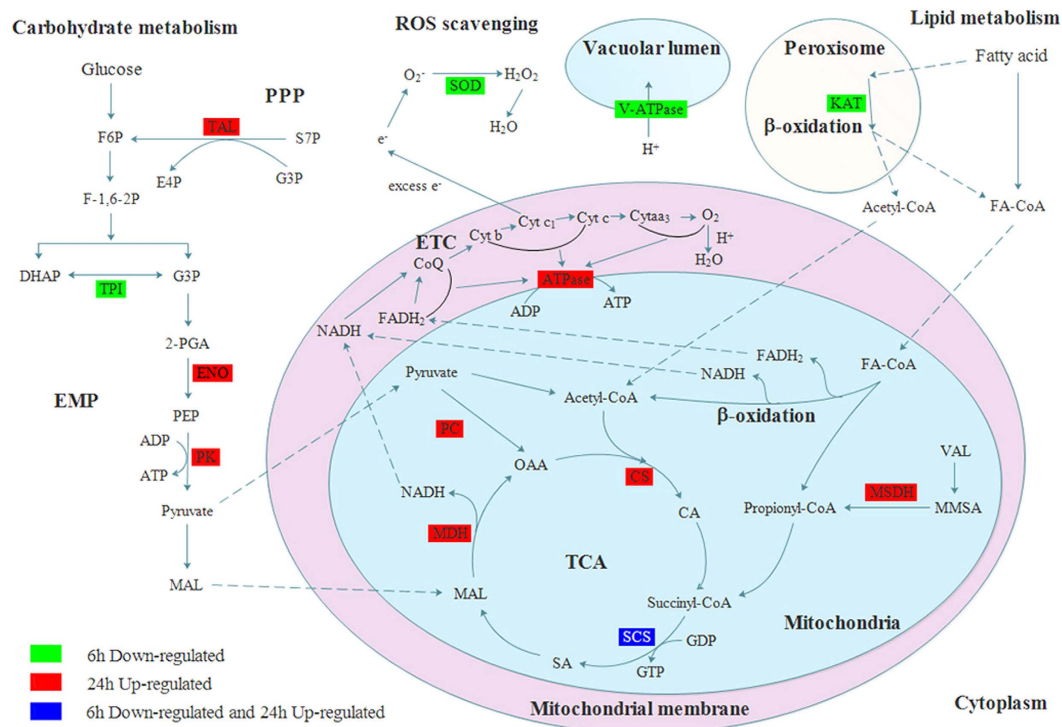 Carbohydrate metabolism
ROS scavenging
Vacuolar lumen
Peroxisome
Lipid metabolism
Glucose
PPP
O2-
SOD
H2O2
H2O
V-ATPase
H+
KAT
β-oxidation
Fatty acid
F6P
TAL
S7P
E4P
G3P
e-
excess e-
Acetyl-CoA
FA-CoA
F-1,6-2P
DHAP
TPI
G3P
ETC
CoQ
Cyt b
Cyt c1
Cyt c
Cytaa3
O2
H+
H2O
ATPase
ADP
ATP
NADH
FADH2
2-PGA
ENO
EMP
PEP
ADP
PK
ATP
Pyruvate
MAL
Pyruvate
Acetyl-CoA
NADH
FADH2
FA-CoA
β-oxidation
PC
OAA
CS
NADH
MDH
CA
Propionyl-CoA
MSDH
VAL
MMSA
TCA
MAL
Succinyl-CoA
SCS
GDP
GTP
SA
Mitochondria
Mitochondrial membrane
Cytoplasm
6h Down-regulated
24h Up-regulated
6h Down-regulated and 24h Up-regulated